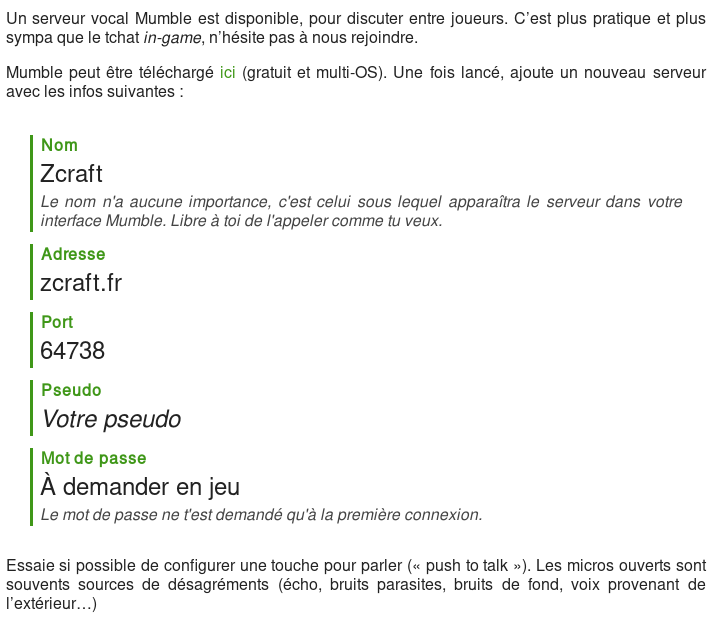 Un serveur vocal Mumble est disponible, pour discuter entre joueurs. C’est plus pratique et plus
sympa que le tchat in-game, n’hésite pas à nous rejoindre.
Mumble peut être téléchargé ici (gratuit et multi-OS). Une fois lancé, ajoute un nouveau serveur
avec les infos suivantes :
Nom
Zcraft
Le nom n'a aucune importance, c'est celui sous lequel apparaîtra le serveur dans votre
interface Mumble. Libre à toi de l'appeler comme tu veux.
Adresse
zcraft.fr
Port
64738
Pseudo
Votre pseudo
Mot de passe
À demander en jeu
Le mot de passe ne t'est demandé qu'à la première connexion.
Essaie si possible de configurer une touche pour parler (« push to talk »). Les micros ouverts sont
souvents sources de désagréments (écho, bruits parasites, bruits de fond, voix provenant de
l’extérieur…)